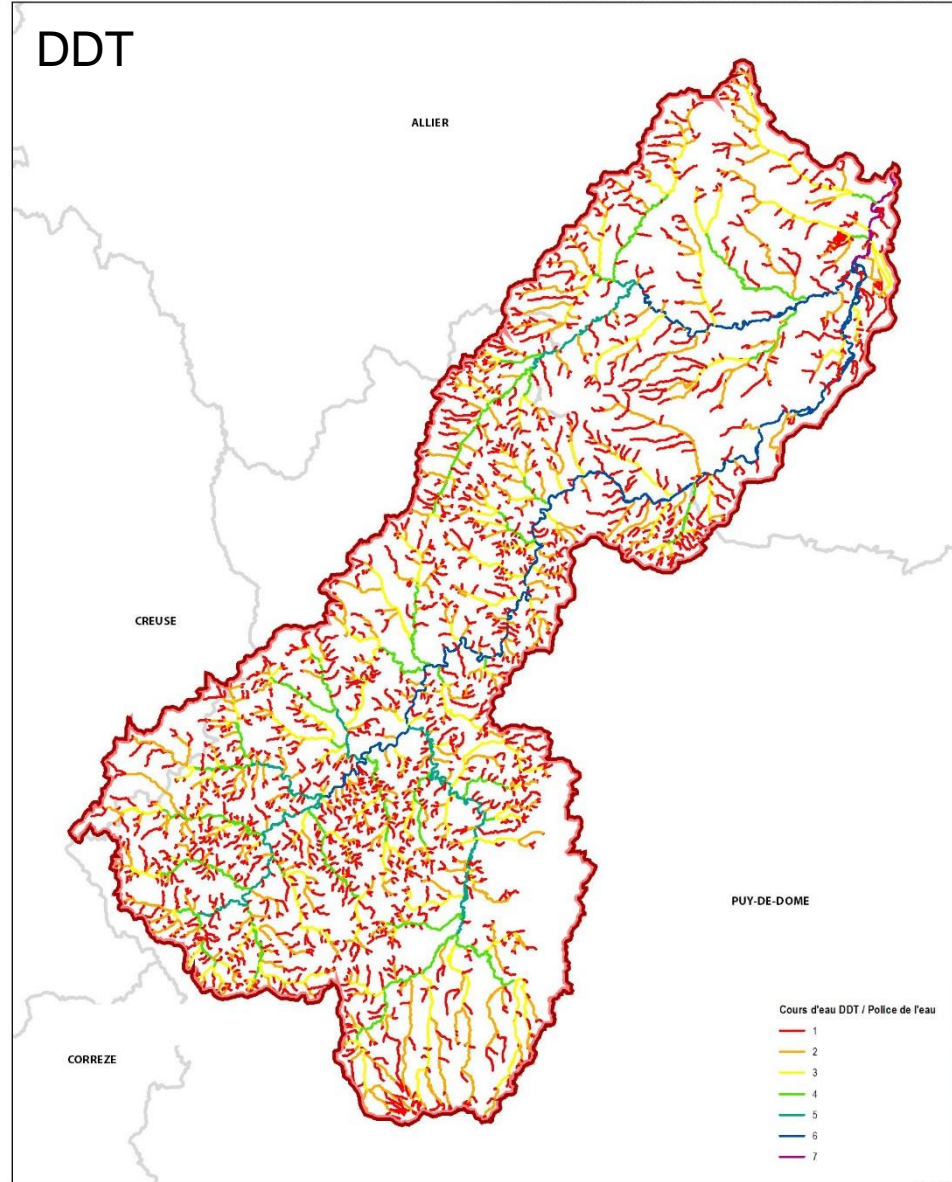 DDT
ALLIER
CREUSE
PUY-DE-DOME
CORREZE
Cours d'eau DDT / Police de l'eau
1
2
3
4
5
6
7